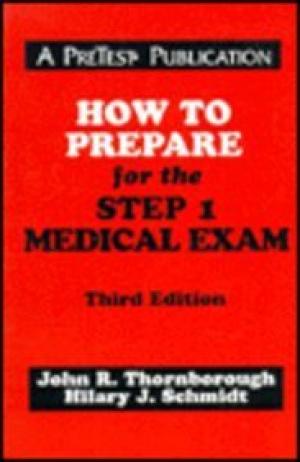 A PRETEST PUBLICATION
HOW TO
PREPARE
for the
STEP 1
MEDICAL EXAM
Third Edition
John R. Thornborough
Hilary J. Schmidt